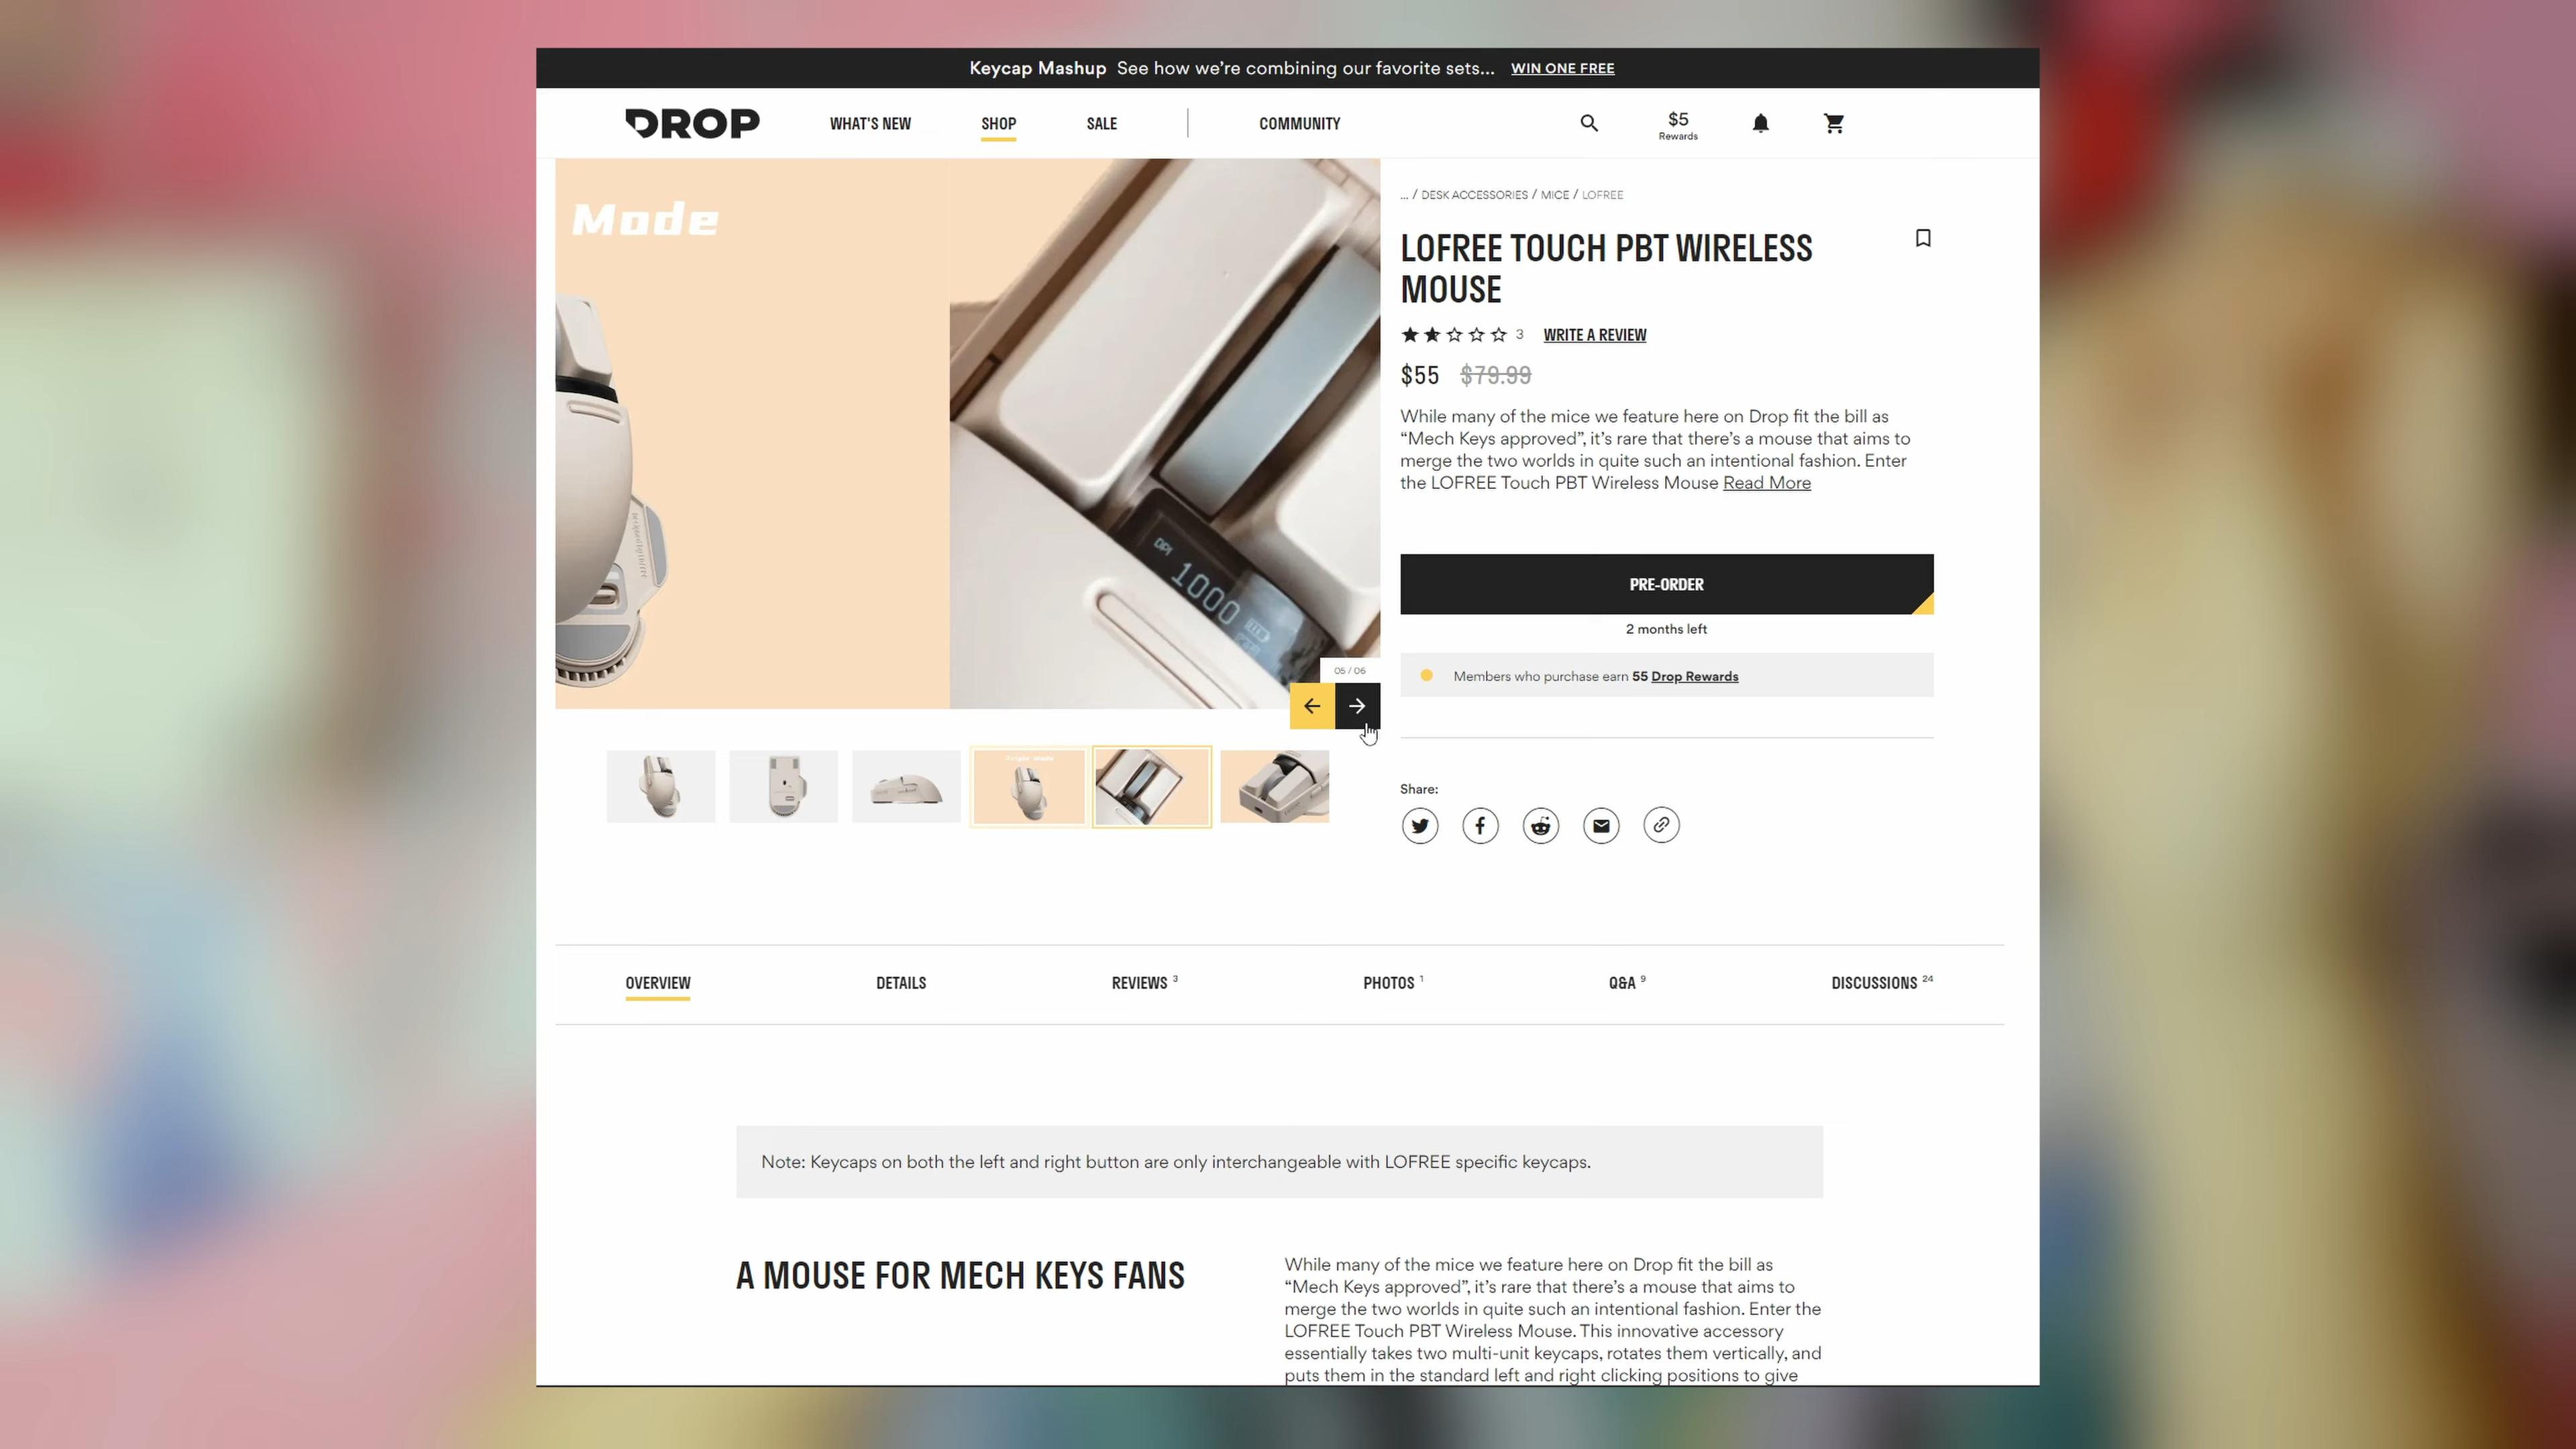 Keycap Mashup See how we're combining our favorite sets... WIN ONE FREE
DROP WHAT'S NEW SHOP SALE COMMUNITY $5
Rewards
Mode
DPI
1000
05 / 06
... / DESK ACCESSORIES / MICE / LOFREE
LOFREE TOUCH PBT WIRELESS
MOUSE
3 WRITE A REVIEW
$55 $79.99
While many of the mice we feature here on Drop fit the bill as
“Mech Keys approved”, it’s rare that there’s a mouse that aims to
merge the two worlds in quite such an intentional fashion. Enter
the LOFREE Touch PBT Wireless Mouse Read More
PRE-ORDER
2 months left
Members who purchase earn 55 Drop Rewards
Share:
OVERVIEW DETAILS REVIEWS 3 PHOTOS 1 Q&A 9 DISCUSSIONS 24
Note: Keycaps on both the left and right button are only interchangeable with LOFREE specific keycaps.
A MOUSE FOR MECH KEYS FANS
While many of the mice we feature here on Drop fit the bill as
“Mech Keys approved”, it’s rare that there’s a mouse that aims to
merge the two worlds in quite such an intentional fashion. Enter the
LOFREE Touch PBT Wireless Mouse. This innovative accessory
essentially takes two multi-unit keycaps, rotates them vertically, and
puts them in the standard left and right clicking positions to give